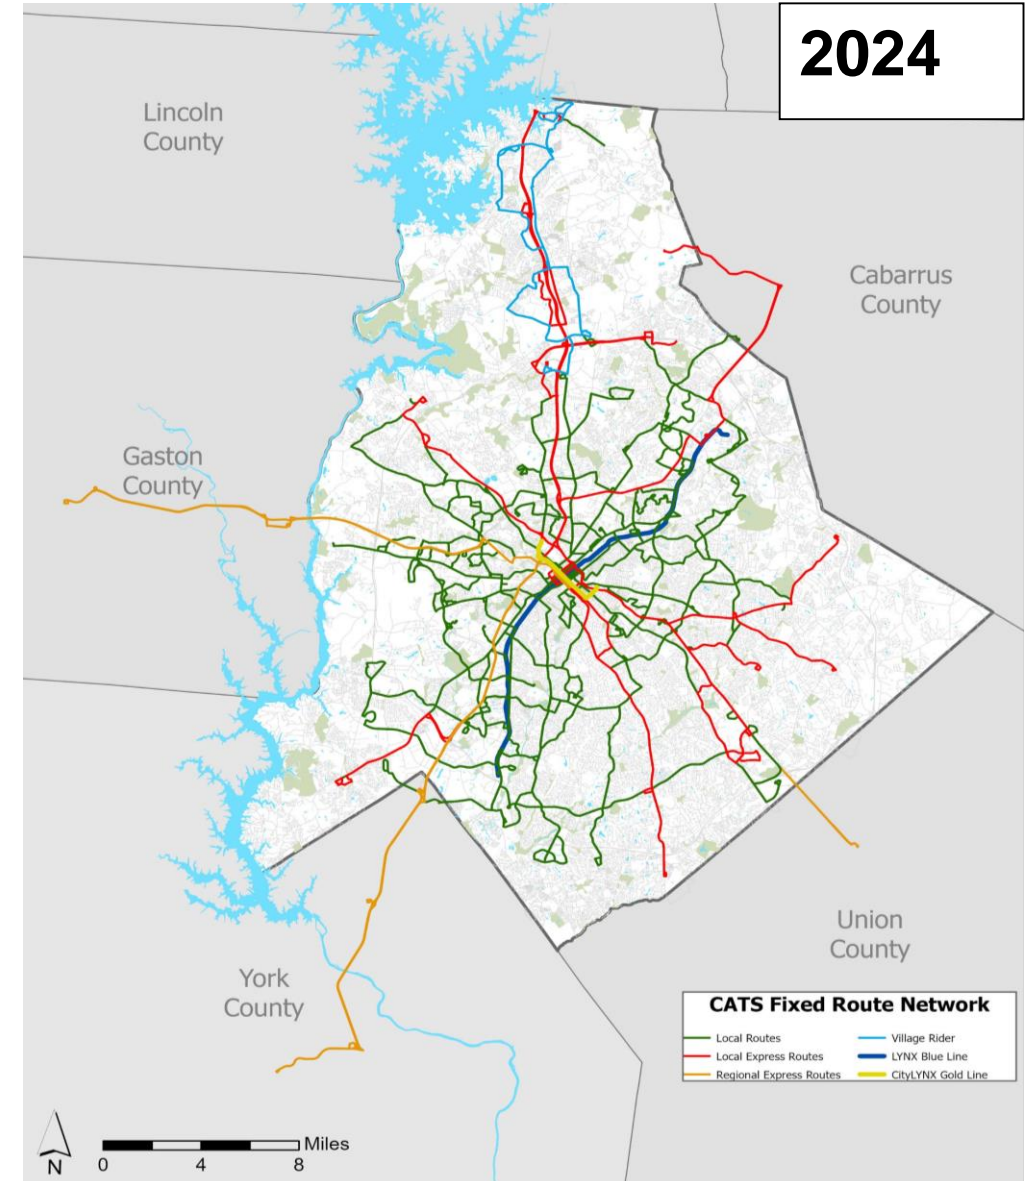 2024
Lincoln
County
Cabarrus
County
Gaston
County
Union
County
York
County
CATS Fixed Route Network
Local Routes
Village Rider
Local Express Routes
LYNX Blue Line
Regional Express Routes
CityLYNX Gold Line
Miles
N
0 4 8